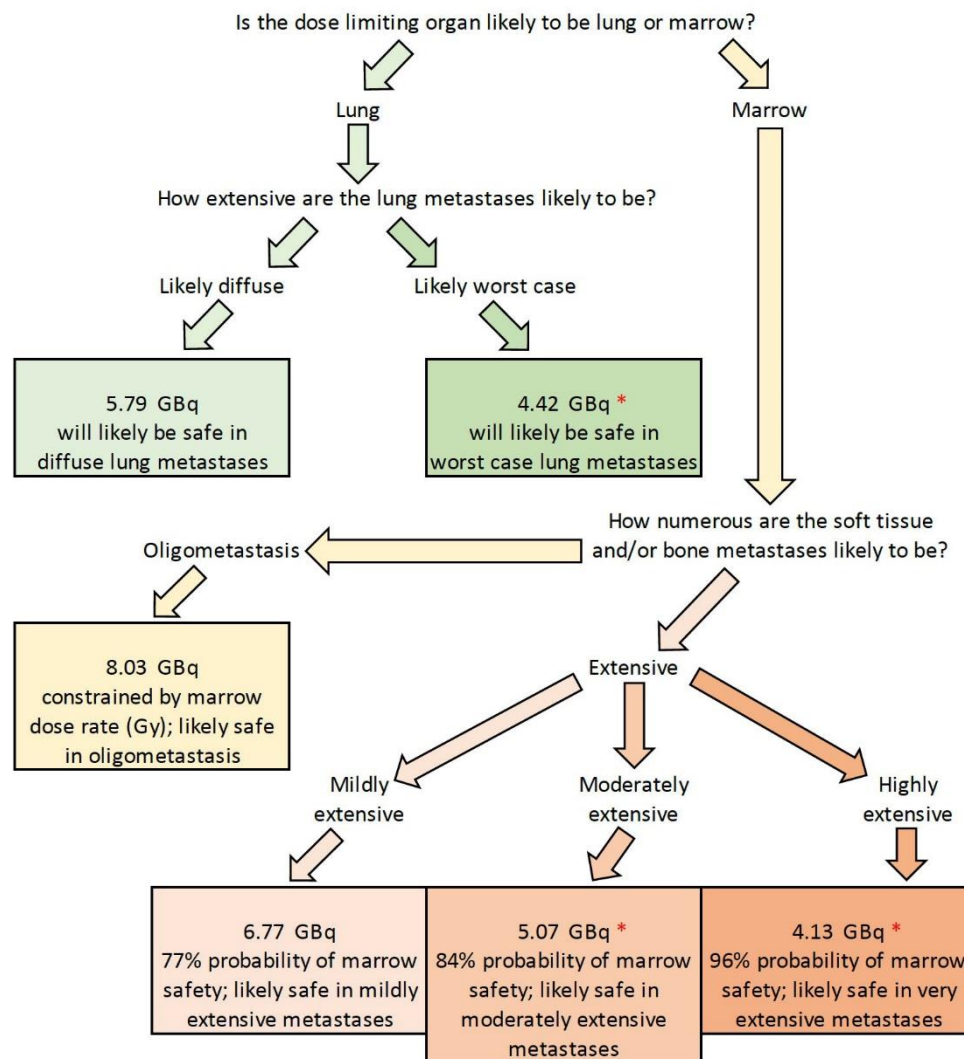 Is the dose limiting organ likely to be lung or marrow?
Lung
Marrow
How extensive are the lung metastases likely to be?
Likely diffuse
Likely worst case
5.79 GBq
will likely be safe in
diffuse lung metastases
4.42 GBq *
will likely be safe in
worst case lung metastases
How numerous are the soft tissue
and/or bone metastases likely to be?
Oligometastasis
8.03 GBq
constrained by marrow
dose rate (Gy); likely safe
in oligometastasis
Extensive
Mildly
extensive
Moderately
extensive
Highly
extensive
6.77 GBq
77% probability of marrow
safety; likely safe in mildly
extensive metastases
5.07 GBq *
84% probability of marrow
safety; likely safe in
moderately extensive
metastases
4.13 GBq *
96% probability of marrow
safety; likely safe in very
extensive metastases